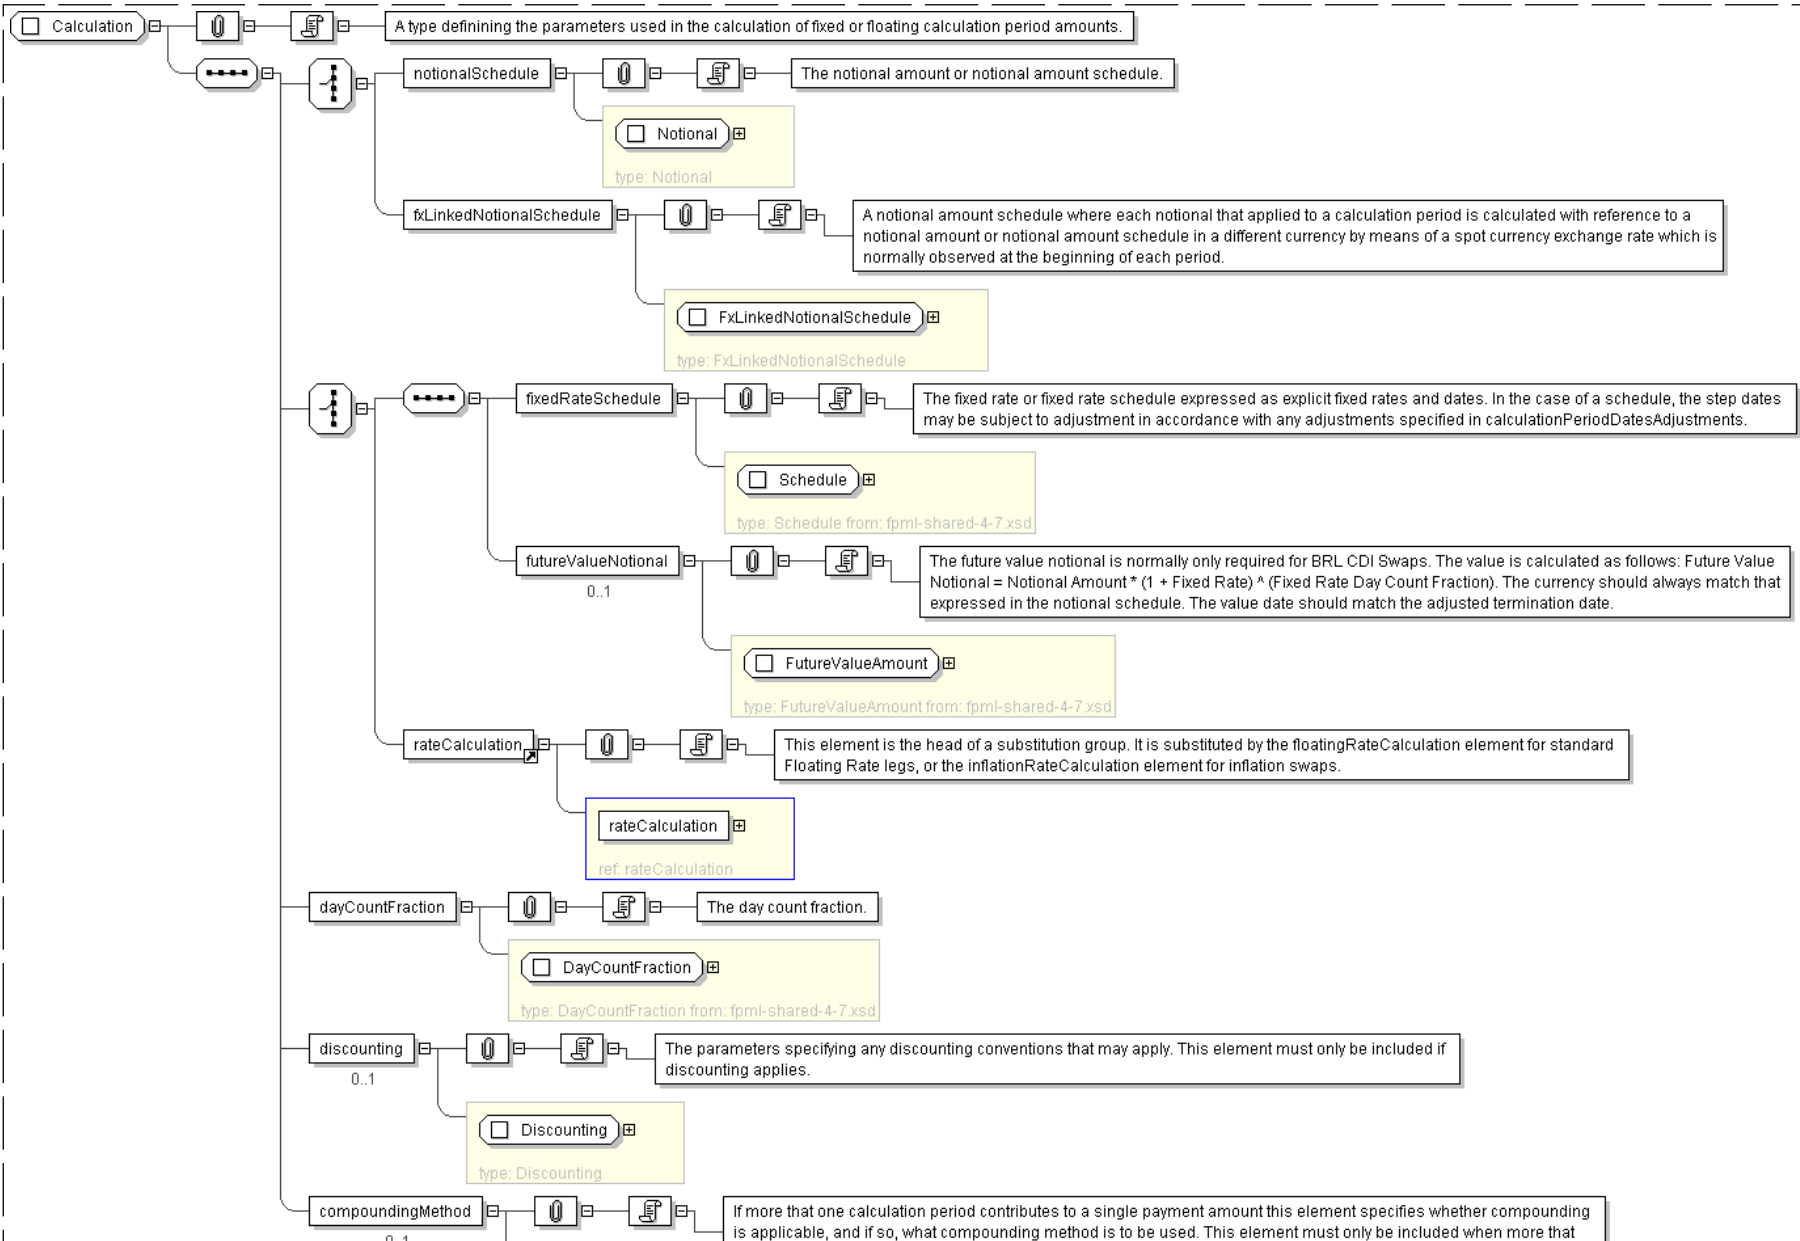 Calculation
A type definining the parameters used in the calculation of fixed or floating calculation period amounts.
notionalSchedule
The notional amount or notional amount schedule.
Notional
type: Notional
fxLinkedNotionalSchedule
A notional amount schedule where each notional that applied to a calculation period is calculated with reference to a
notional amount or notional amount schedule in a different currency by means of a spot currency exchange rate which is
normally observed at the beginning of each period.
FxLinkedNotionalSchedule
type: FxLinkedNotionalSchedule
fixedRateSchedule
The fixed rate or fixed rate schedule expressed as explicit fixed rates and dates. In the case of a schedule, the step dates
may be subject to adjustment in accordance with any adjustments specified in calculationPeriodDatesAdjustments.
Schedule
type: Schedule from: fpml-shared-4-7.xsd
futureValueNotional
0..1
The future value notional is normally only required for BRL CDI Swaps. The value is calculated as follows: Future Value
Notional = Notional Amount * (1 + Fixed Rate) ^ (Fixed Rate Day Count Fraction). The currency should always match that
expressed in the notional schedule. The value date should match the adjusted termination date.
FutureValueAmount
type: FutureValueAmount from: fpml-shared-4-7.xsd
rateCalculation
This element is the head of a substitution group. It is substituted by the floatingRateCalculation element for standard
Floating Rate legs, or the inflationRateCalculation element for inflation swaps.
rateCalculation
ref: rateCalculation
dayCountFraction
The day count fraction.
DayCountFraction
type: DayCountFraction from: fpml-shared-4-7.xsd
discounting
0..1
The parameters specifying any discounting conventions that may apply. This element must only be included if
discounting applies.
Discounting
type: Discounting
compoundingMethod
0..1
If more that one calculation period contributes to a single payment amount this element specifies whether compounding
is applicable, and if so, what compounding method is to be used. This element must only be included when more that